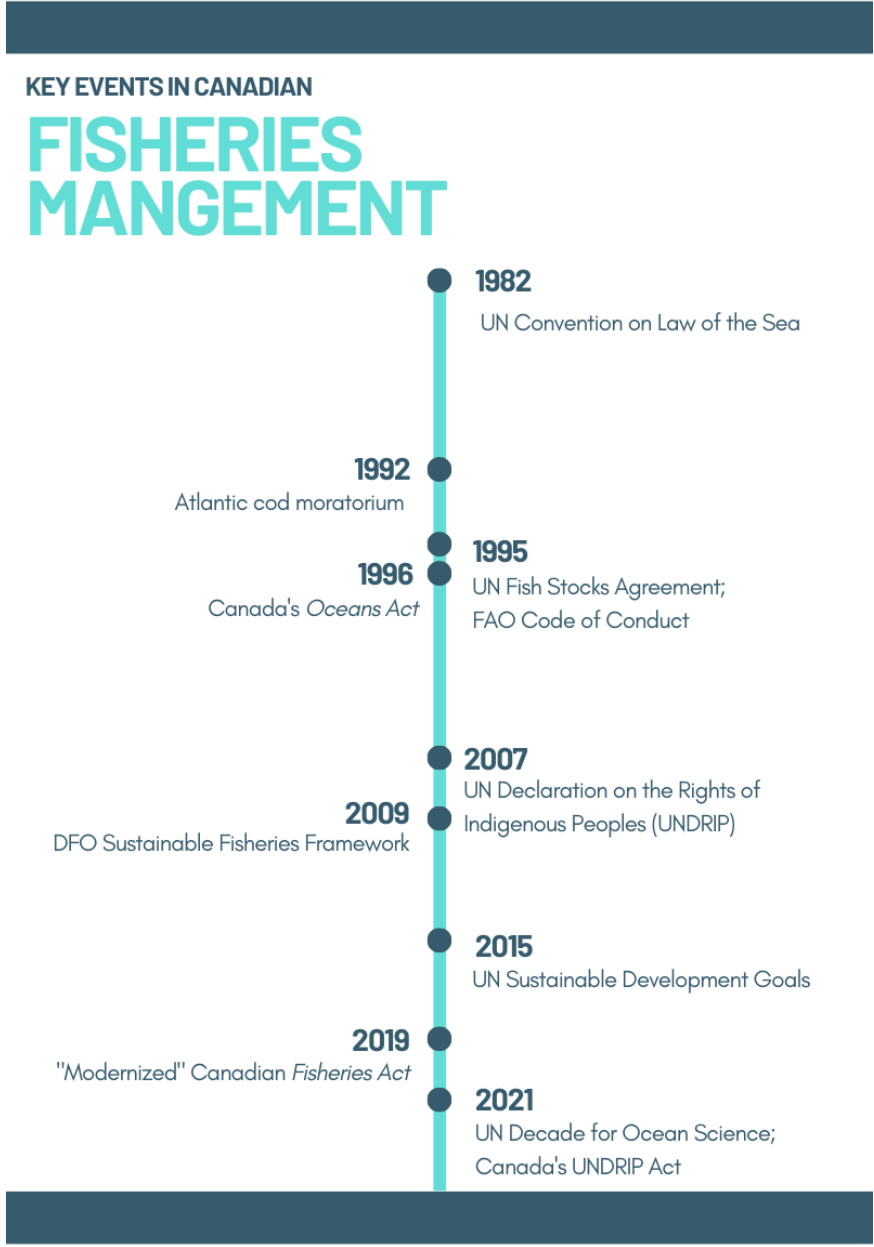 KEY EVENTS IN CANADIAN
FISHERIES
MANGEMENT
1982
UN Convention on Law of the Sea
1992
Atlantic cod moratorium
1995
UN Fish Stocks Agreement;
FAO Code of Conduct
1996
Canada's Oceans Act
2007
UN Declaration on the Rights of
Indigenous Peoples (UNDRIP)
2009
DFO Sustainable Fisheries Framework
2015
UN Sustainable Development Goals
2019
"Modernized" Canadian Fisheries Act
2021
UN Decade for Ocean Science;
Canada's UNDRIP Act